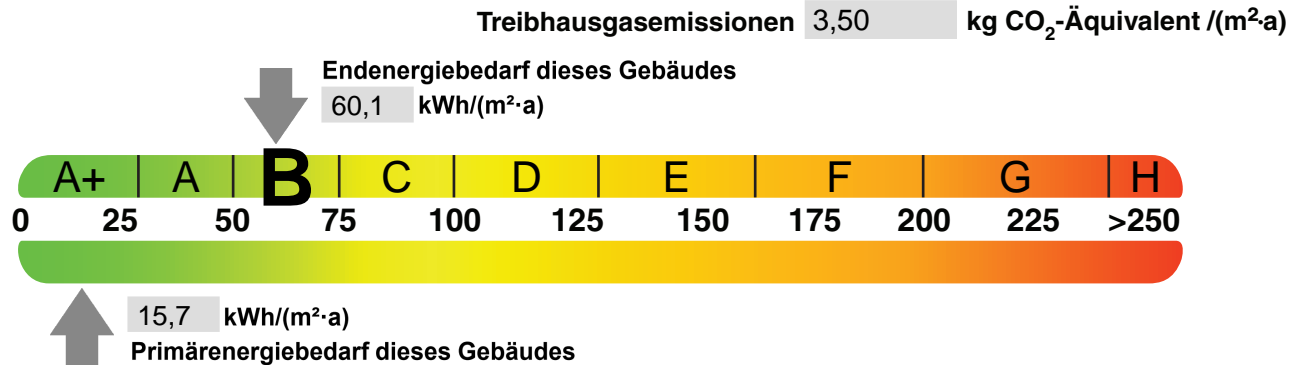 Treibhausgasemissionen 3,50 kg CO₂-Äquivalent /(m²·a)
Endenergiebedarf dieses Gebäudes
60,1 kWh/(m²·a)
A+ A B C D E F G H
0 25 50 75 100 125 150 175 200 225 >250
15,7 kWh/(m²·a)
Primärenergiebedarf dieses Gebäudes